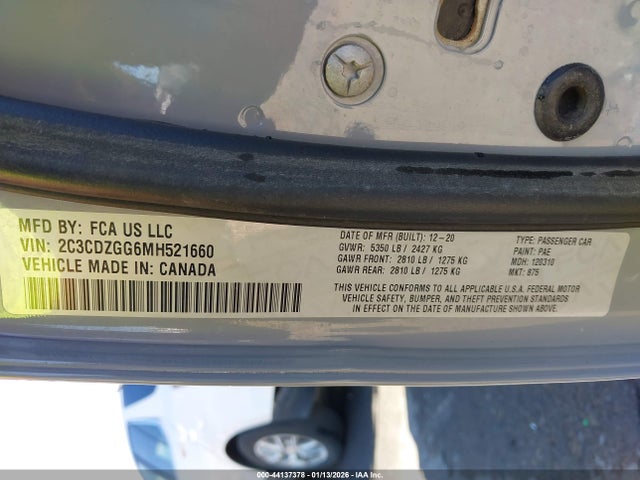 MFD BY: FCA US LLC
VIN: 2C3CDZGG6MH521660
VEHICLE MADE IN: CANADA
DATE OF MFR (BUILT): 12-20
GVWR: 5350 LB / 2427 KG
GAWR FRONT: 2810 LB / 1275 KG
GAWR REAR: 2810 LB / 1275 KG
TYPE: PASSENGER CAR
PAINT: PAE
MDH: 120310
MKT: 875
THIS VEHICLE CONFORMS TO ALL APPLICABLE U.S.A. FEDERAL MOTOR
VEHICLE SAFETY, BUMPER, AND THEFT PREVENTION STANDARDS
IN EFFECT ON THE DATE OF MANUFACTURE SHOWN ABOVE.
000-44137378 - 01/13/2026 - IAA Inc.